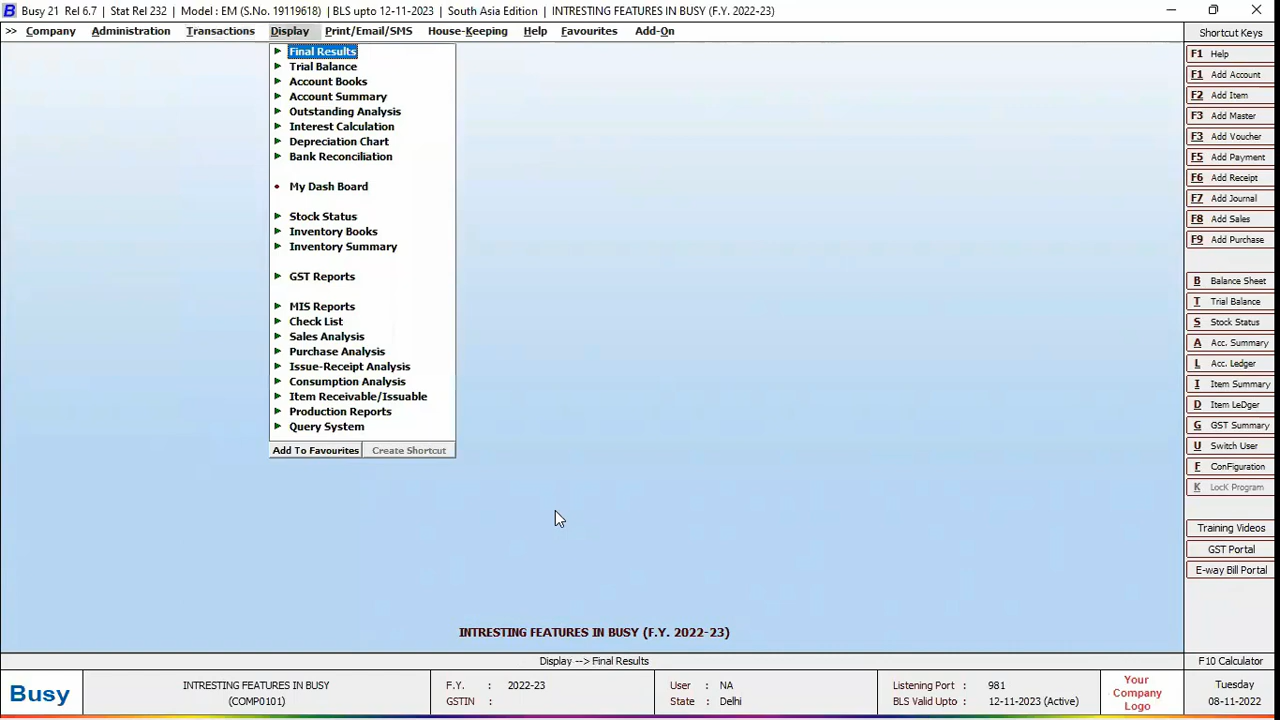 Busy 21 Rel 6.7 | Stat Rel 232 | Model : EM (S.No. 19119618) | BLS upto 12-11-2023 | South Asia Edition | INTRESTING FEATURES IN BUSY (F.Y. 2022-23)
>> Company Administration Transactions Display Print/Email/SMS House-Keeping Help Favourites Add-On
Final Results
Trial Balance
Account Books
Account Summary
Outstanding Analysis
Interest Calculation
Depreciation Chart
Bank Reconciliation
My Dash Board
Stock Status
Inventory Books
Inventory Summary
GST Reports
MIS Reports
Check List
Sales Analysis
Purchase Analysis
Issue-Receipt Analysis
Consumption Analysis
Item Receivable/Issuable
Production Reports
Query System
Add To Favourites Create Shortcut
Shortcut Keys
F1 Help
F1 Add Account
F2 Add Item
F3 Add Master
F3 Add Voucher
F5 Add Payment
F6 Add Receipt
F7 Add Journal
F8 Add Sales
F9 Add Purchase
B Balance Sheet
T Trial Balance
S Stock Status
A Acc. Summary
L Acc. Ledger
I Item Summary
D Item LeDger
G GST Summary
U Switch User
F ConFiguration
K LocK Program
Training Videos
GST Portal
E-way Bill Portal
INTRESTING FEATURES IN BUSY (F.Y. 2022-23)
Display --> Final Results
F10 Calculator
Busy
INTRESTING FEATURES IN BUSY
(COMP0101)
F.Y. : 2022-23
GSTIN :
User : NA
State : Delhi
Listening Port : 981
BLS Valid Upto : 12-11-2023 (Active)
Your
Company
Logo
Tuesday
08-11-2022